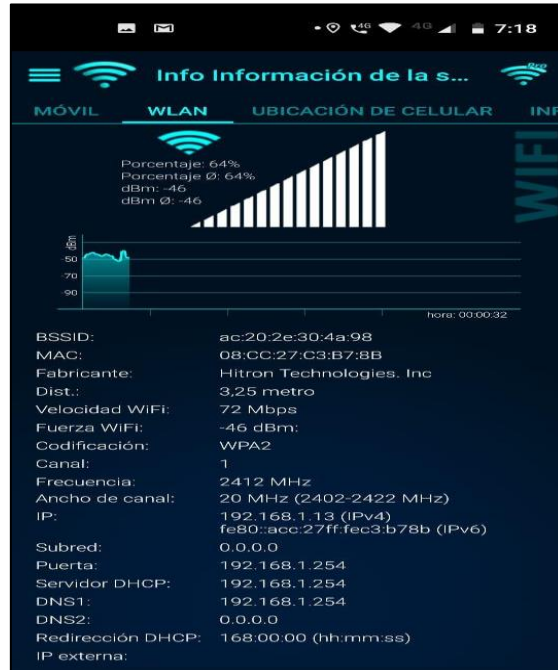 4G 4G 7:18
Info Información de la s... Pro
MÓVIL WLAN UBICACIÓN DE CELULAR INF
WIFI
Porcentaje: 64%
Porcentaje Ø: 64%
dBm: -46
dBm Ø: -46
dBm
-50
-70
-90
hora: 00:00:32
BSSID: ac:20:2e:30:4a:98
MAC: 08:CC:27:C3:B7:8B
Fabricante: Hitron Technologies. Inc
Dist.: 3,25 metro
Velocidad WiFi: 72 Mbps
Fuerza WiFi: -46 dBm:
Codificación: WPA2
Canal: 1
Frecuencia: 2412 MHz
Ancho de canal: 20 MHz (2402-2422 MHz)
IP: 192.168.1.13 (IPv4)
fe80::acc:27ff:fec3:b78b (IPv6)
Subred: 0.0.0.0
Puerta: 192.168.1.254
Servidor DHCP: 192.168.1.254
DNS1: 192.168.1.254
DNS2: 0.0.0.0
Redirección DHCP: 168:00:00 (hh:mm:ss)
IP externa: